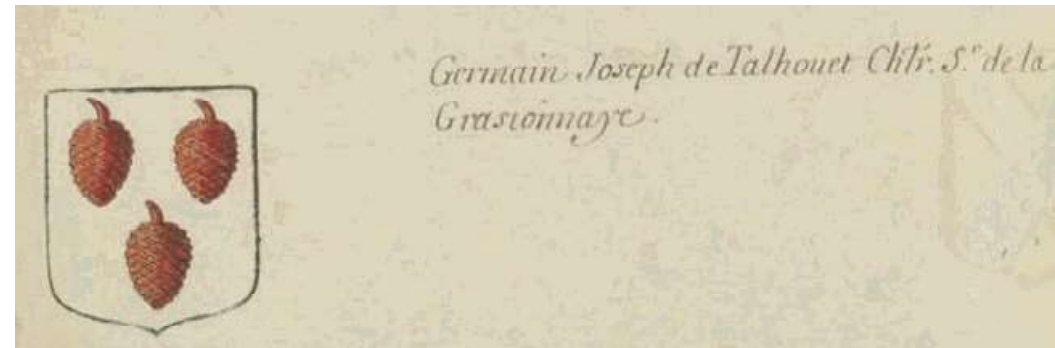 Germain Joseph de Talhouet Chlr. S.r de la
Grasionnaye.